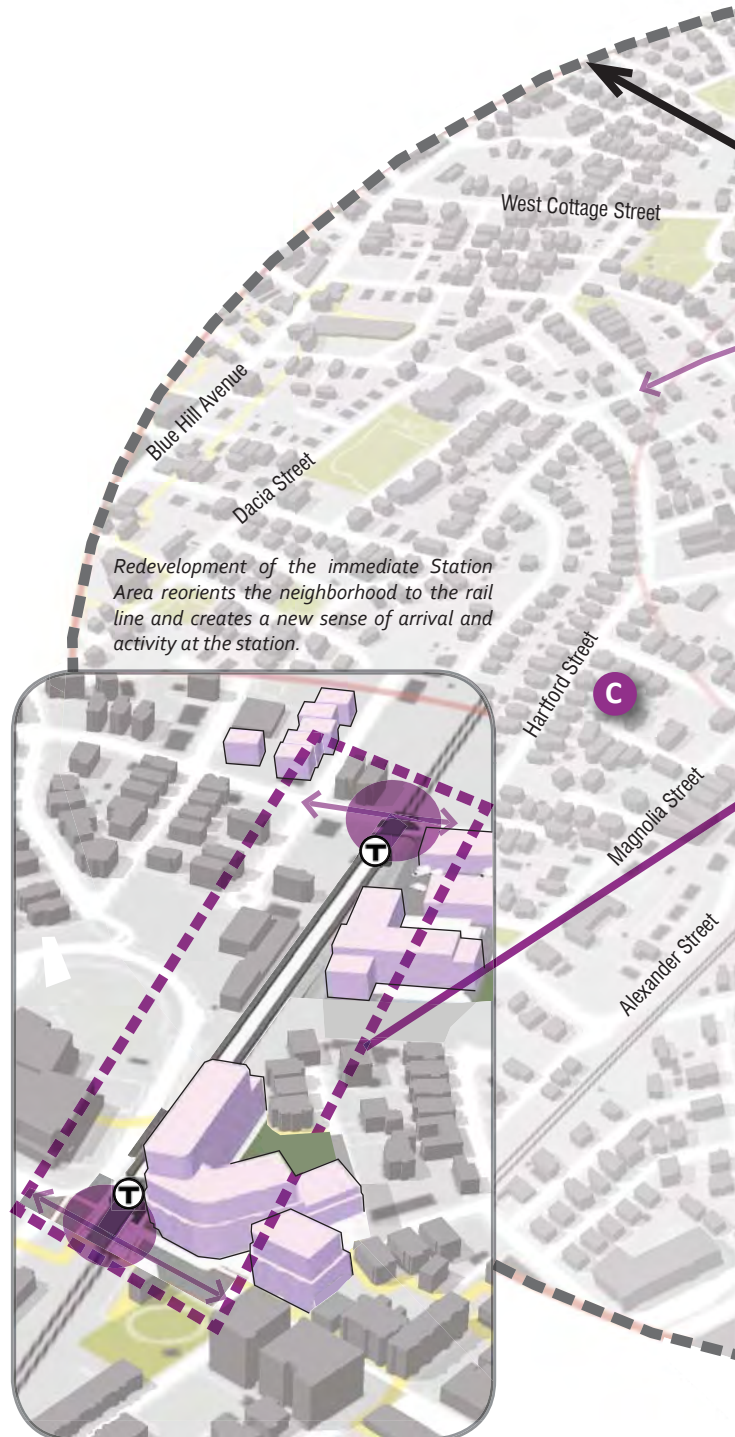 West Cottage Street
Blue Hill Avenue
Dacia Street
Redevelopment of the immediate Station
Area reorients the neighborhood to the rail
line and creates a new sense of arrival and
activity at the station.
Hartford Street
C
Magnolia Street
Alexander Street
T
T